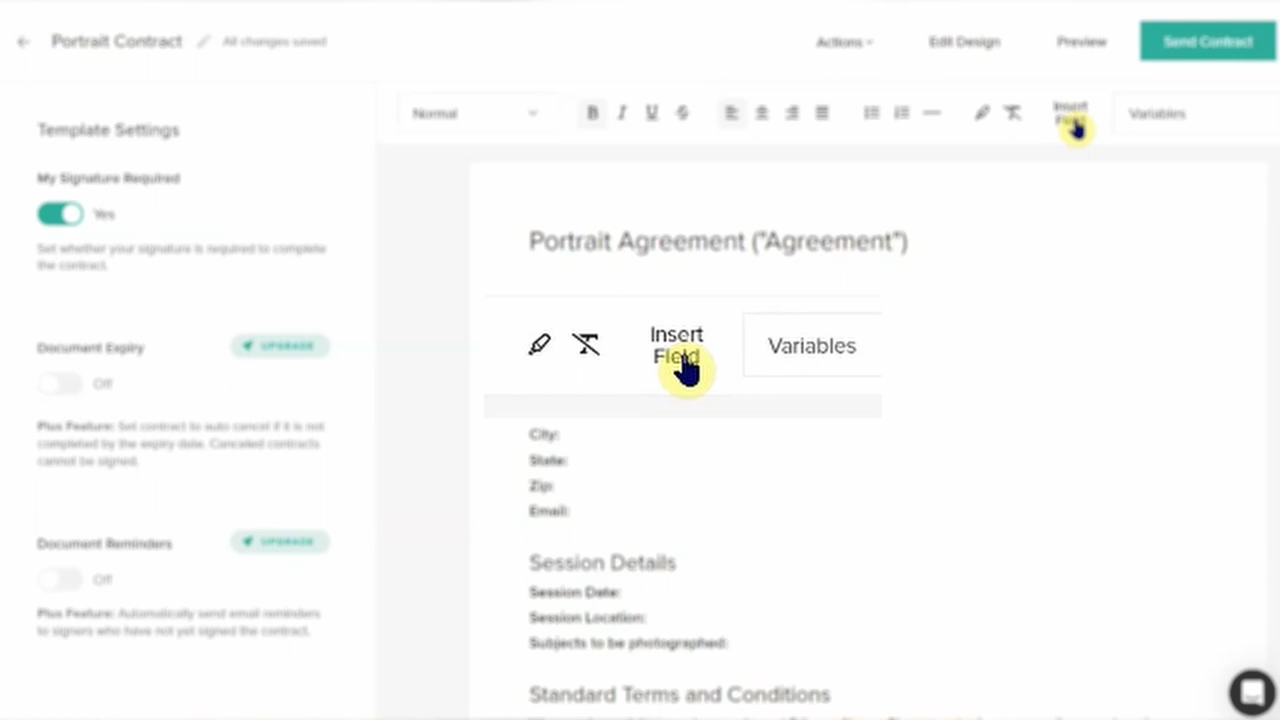 Portrait Contract All changes saved Actions Edit Design Preview Send Contract
Normal B I U S Insert Field Variables
Template Settings
My Signature Required
Yes
Set whether your signature is required to complete
the contract.
Document Expiry UPGRADE
Off
Plus Feature: Set contract to auto cancel if it is not
completed by the expiry date. Canceled contracts
cannot be signed.
Document Reminders UPGRADE
Off
Plus Feature: Automatically send email reminders
to signers who have not yet signed the contract.
Portrait Agreement ("Agreement")
Insert
Field
Variables
City:
State:
Zip:
Email:
Session Details
Session Date:
Session Location:
Subjects to be photographed:
Standard Terms and Conditions